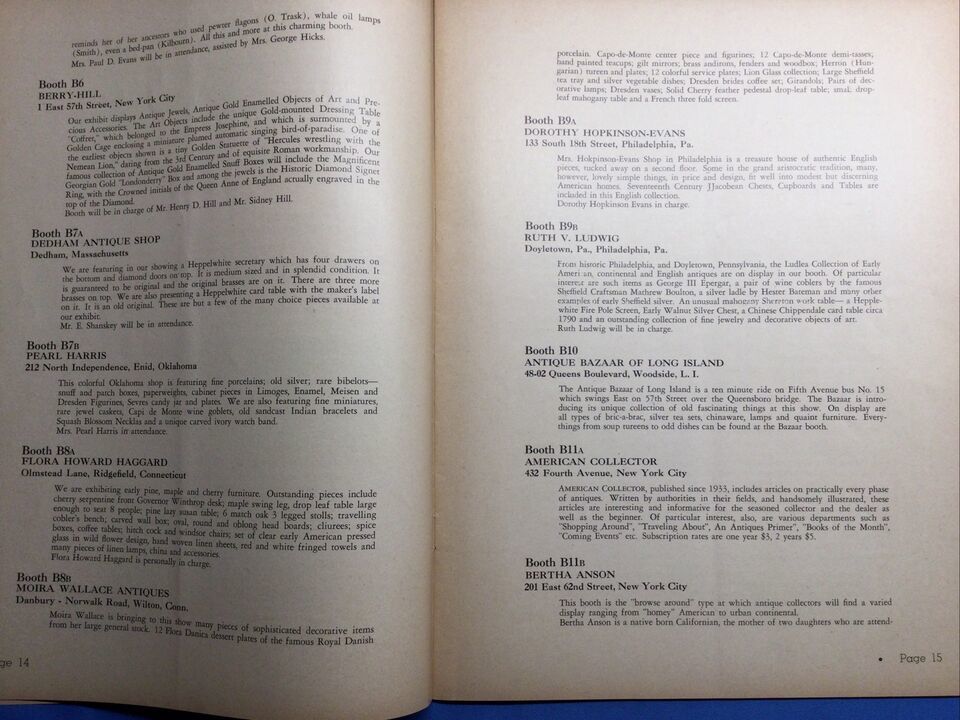 reminds her of her ancestors who used pewter flagons (O. Trask), whale oil lamps
(Smith), even a bed-pan (Kilbourn). All this and more at this charming booth.
Mrs. Paul D. Evans will be in attendance, assisted by Mrs. George Hicks.
Booth B6
BERRY-HILL
1 East 57th Street, New York City
Our exhibit displays Antique Jewels, Antique Gold Enamelled Objects of Art and Pre-
cious Accessories. The Art Objects include the unique Gold-mounted Dressing Table
"Coffret," which belonged to the Empress Josephine, and which is surmounted by a
Golden Cage enclosing a miniature plumed automatic singing bird-of-paradise. One of
the earliest objects shown is a tiny Golden Statuette of "Hercules wrestling with the
Nemean Lion," dating from the 3rd Century and of equisite Roman workmanship. Our
famous collection of Antique Gold Enamelled Snuff Boxes will include the Magnificent
Georgian Gold "Londonderry" Box and among the jewels is the Historic Diamond Signet
Ring, with the Crowned initials of the Queen Anne of England actually engraved in the
top of the Diamond.
Booth will be in charge of Mr. Henry D. Hill and Mr. Sidney Hill.
Booth B7A
DEDHAM ANTIQUE SHOP
Dedham, Massachusetts
We are featuring in our showing a Heppelwhite secretary which has four drawers on
the bottom and diamond doors on top. It is medium sized and in splendid condition. It
is guaranteed to be original and the original brasses are on it. There are three more
brasses on top. We are also presenting a Heppelwhite card table with the maker's label
on it. It is an old original. These are but a few of the many choice pieces available at
our exhibit.
Mr. E. Shanskey will be in attendance.
Booth B7B
PEARL HARRIS
212 North Independence, Enid, Oklahoma
This colorful Oklahoma shop is featuring fine porcelains; old silver; rare bibelots—
snuff and patch boxes, paperweights, cabinet pieces in Limoges, Enamel, Meisen and
Dresden Figurines, Sevres candy jar and plates. We are also featuring fine miniatures,
rare jewel caskets, Capi de Monte wine goblets, old sandcast Indian bracelets and
Squash Blossom Necklas and a unique carved ivory watch band.
Mrs. Pearl Harris in attendance.
Booth B8A
FLORA HOWARD HAGGARD
Olmstead Lane, Ridgefield, Connecticut
We are exhibiting early pine, maple and cherry furniture. Outstanding pieces include
cherry serpentine front Governor Winthrop desk; maple swing leg, drop leaf table large
enough to seat 8 people; pine lazy susan table; 6 match oak 3 legged stolls; travelling
cobler's bench; carved wall box; oval, round and oblong head boards; cliurees; spice
boxes, coffee tables; hitch cock and windsor chairs; set of clear early American pressed
glass in wild flower design, hand woven linen sheets, red and white fringed towels and
many pieces of linen lamps, china and accessories.
Flora Howard Haggard is personally in charge.
Booth B8B
MOIRA WALLACE ANTIQUES
Danbury - Norwalk Road, Wilton, Conn.
Moira Wallace is bringing to this show many pieces of sophisticated decorative items
from her large general stock. 12 Flora Danica dessert plates of the famous Royal Danish
ge 14
porcelain. Capo-de-Monte center piece and figurines; 12 Capo-de-Monte demi-tasses;
hand painted teacups; gilt mirrors; brass andirons, fenders and woodbox; Herron (Hun-
garian) tureen and plates; 12 colorful service plates; Lion Glass collection; Large Sheffield
tea tray and silver vegetable dishes; Dresden brides coffee set; Girandols; Pairs of dec-
orative lamps; Dresden vases; Solid Cherry feather pedestal drop-leaf table; small drop-
leaf mahogany table and a French three fold screen.
Booth B9A
DOROTHY HOPKINSON-EVANS
133 South 18th Street, Philadelphia, Pa.
Mrs. Hokpinson-Evans Shop in Philadelphia is a treasure house of authentic English
pieces, tucked away on a second floor. Some in the grand aristocratic tradition, many,
however, lovely simple things, in price and design, fit well into modest but discerning
American homes. Seventeenth Century JJacobean Chests, Cupboards and Tables are
included in this English collection.
Dorothy Hopkinson Evans in charge.
Booth B9B
RUTH V. LUDWIG
Doyletown, Pa., Philadelphia, Pa.
From historic Philadelphia, and Doyletown, Pennsylvania, the Ludlea Collection of Early
American, continental and English antiques are on display in our booth. Of particular
interest are such items as George III Epergar, a pair of wine coblers by the famous
Sheffield Craftsman Mathrew Boulton, a silver ladle by Hester Bateman and many other
examples of early Sheffield silver. An unusual mahogany Sheraton work table— a Hepple-
white Fire Pole Screen, Early Walnut Silver Chest, a Chinese Chippendale card table circa
1790 and an outstanding collection of fine jewelry and decorative objects of art.
Ruth Ludwig will be in charge.
Booth B10
ANTIQUE BAZAAR OF LONG ISLAND
48-02 Queens Boulevard, Woodside, L. I.
The Antique Bazaar of Long Island is a ten minute ride on Fifth Avenue bus No. 15
which swings East on 57th Street over the Queensboro bridge. The Bazaar is intro-
ducing its unique collection of old fascinating things at this show. On display are
all types of bric-a-brac, silver tea sets, chinaware, lamps and quaint furniture. Every-
things from soup tureens to odd dishes can be found at the Bazaar booth.
Booth B11A
AMERICAN COLLECTOR
432 Fourth Avenue, New York City
AMERICAN COLLECTOR, published since 1933, includes articles on practically every phase
of antiques. Written by authorities in their fields, and handsomely illustrated, these
articles are interesting and informative for the seasoned collector and the dealer as
well as the beginner. Of particular interest, also, are various departments such as
"Shopping Around", "Traveling About", An Antiques Primer", "Books of the Month",
"Coming Events" etc. Subscription rates are one year $3, 2 years $5.
Booth B11B
BERTHA ANSON
201 East 62nd Street, New York City
This booth is the "browse around" type at which antique collectors will find a varied
display ranging from "homey" American to urban continental.
Bertha Anson is a native born Californian, the mother of two daughters who are attend-
• Page 15